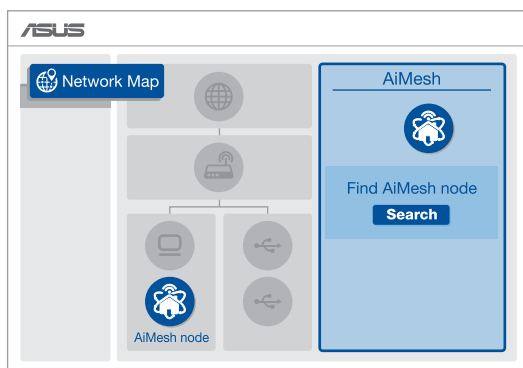 ASUS
Network Map
AiMesh
Find AiMesh node
Search
AiMesh node